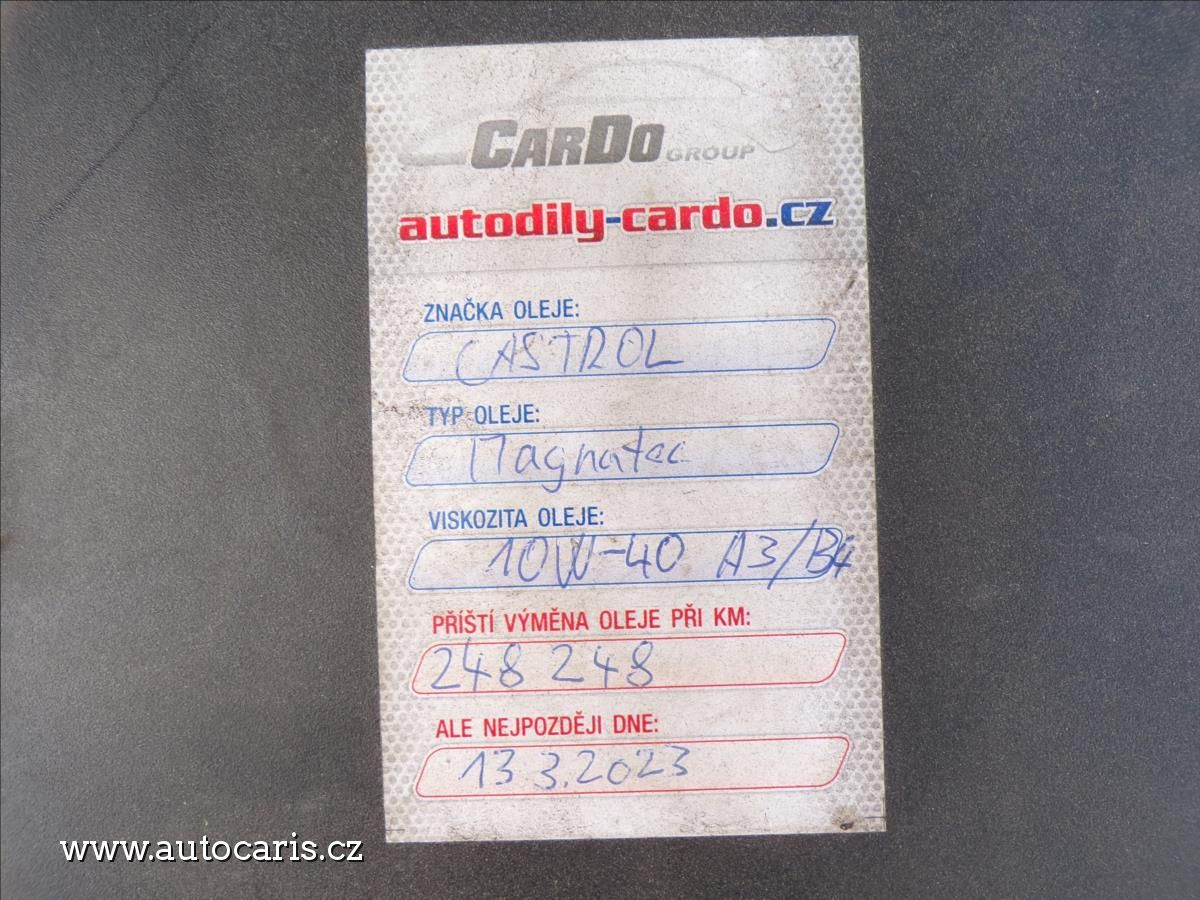 CARDO GROUP
autodily-cardo.cz
ZNAČKA OLEJE:
CASTROL
TYP OLEJE:
Magnatec
VISKOZITA OLEJE:
10W-40 A3/B4
PŘÍŠTÍ VÝMĚNA OLEJE PŘI KM:
248 248
ALE NEJPOZDĚJI DNE:
13 3.2023
www.autocaris.cz